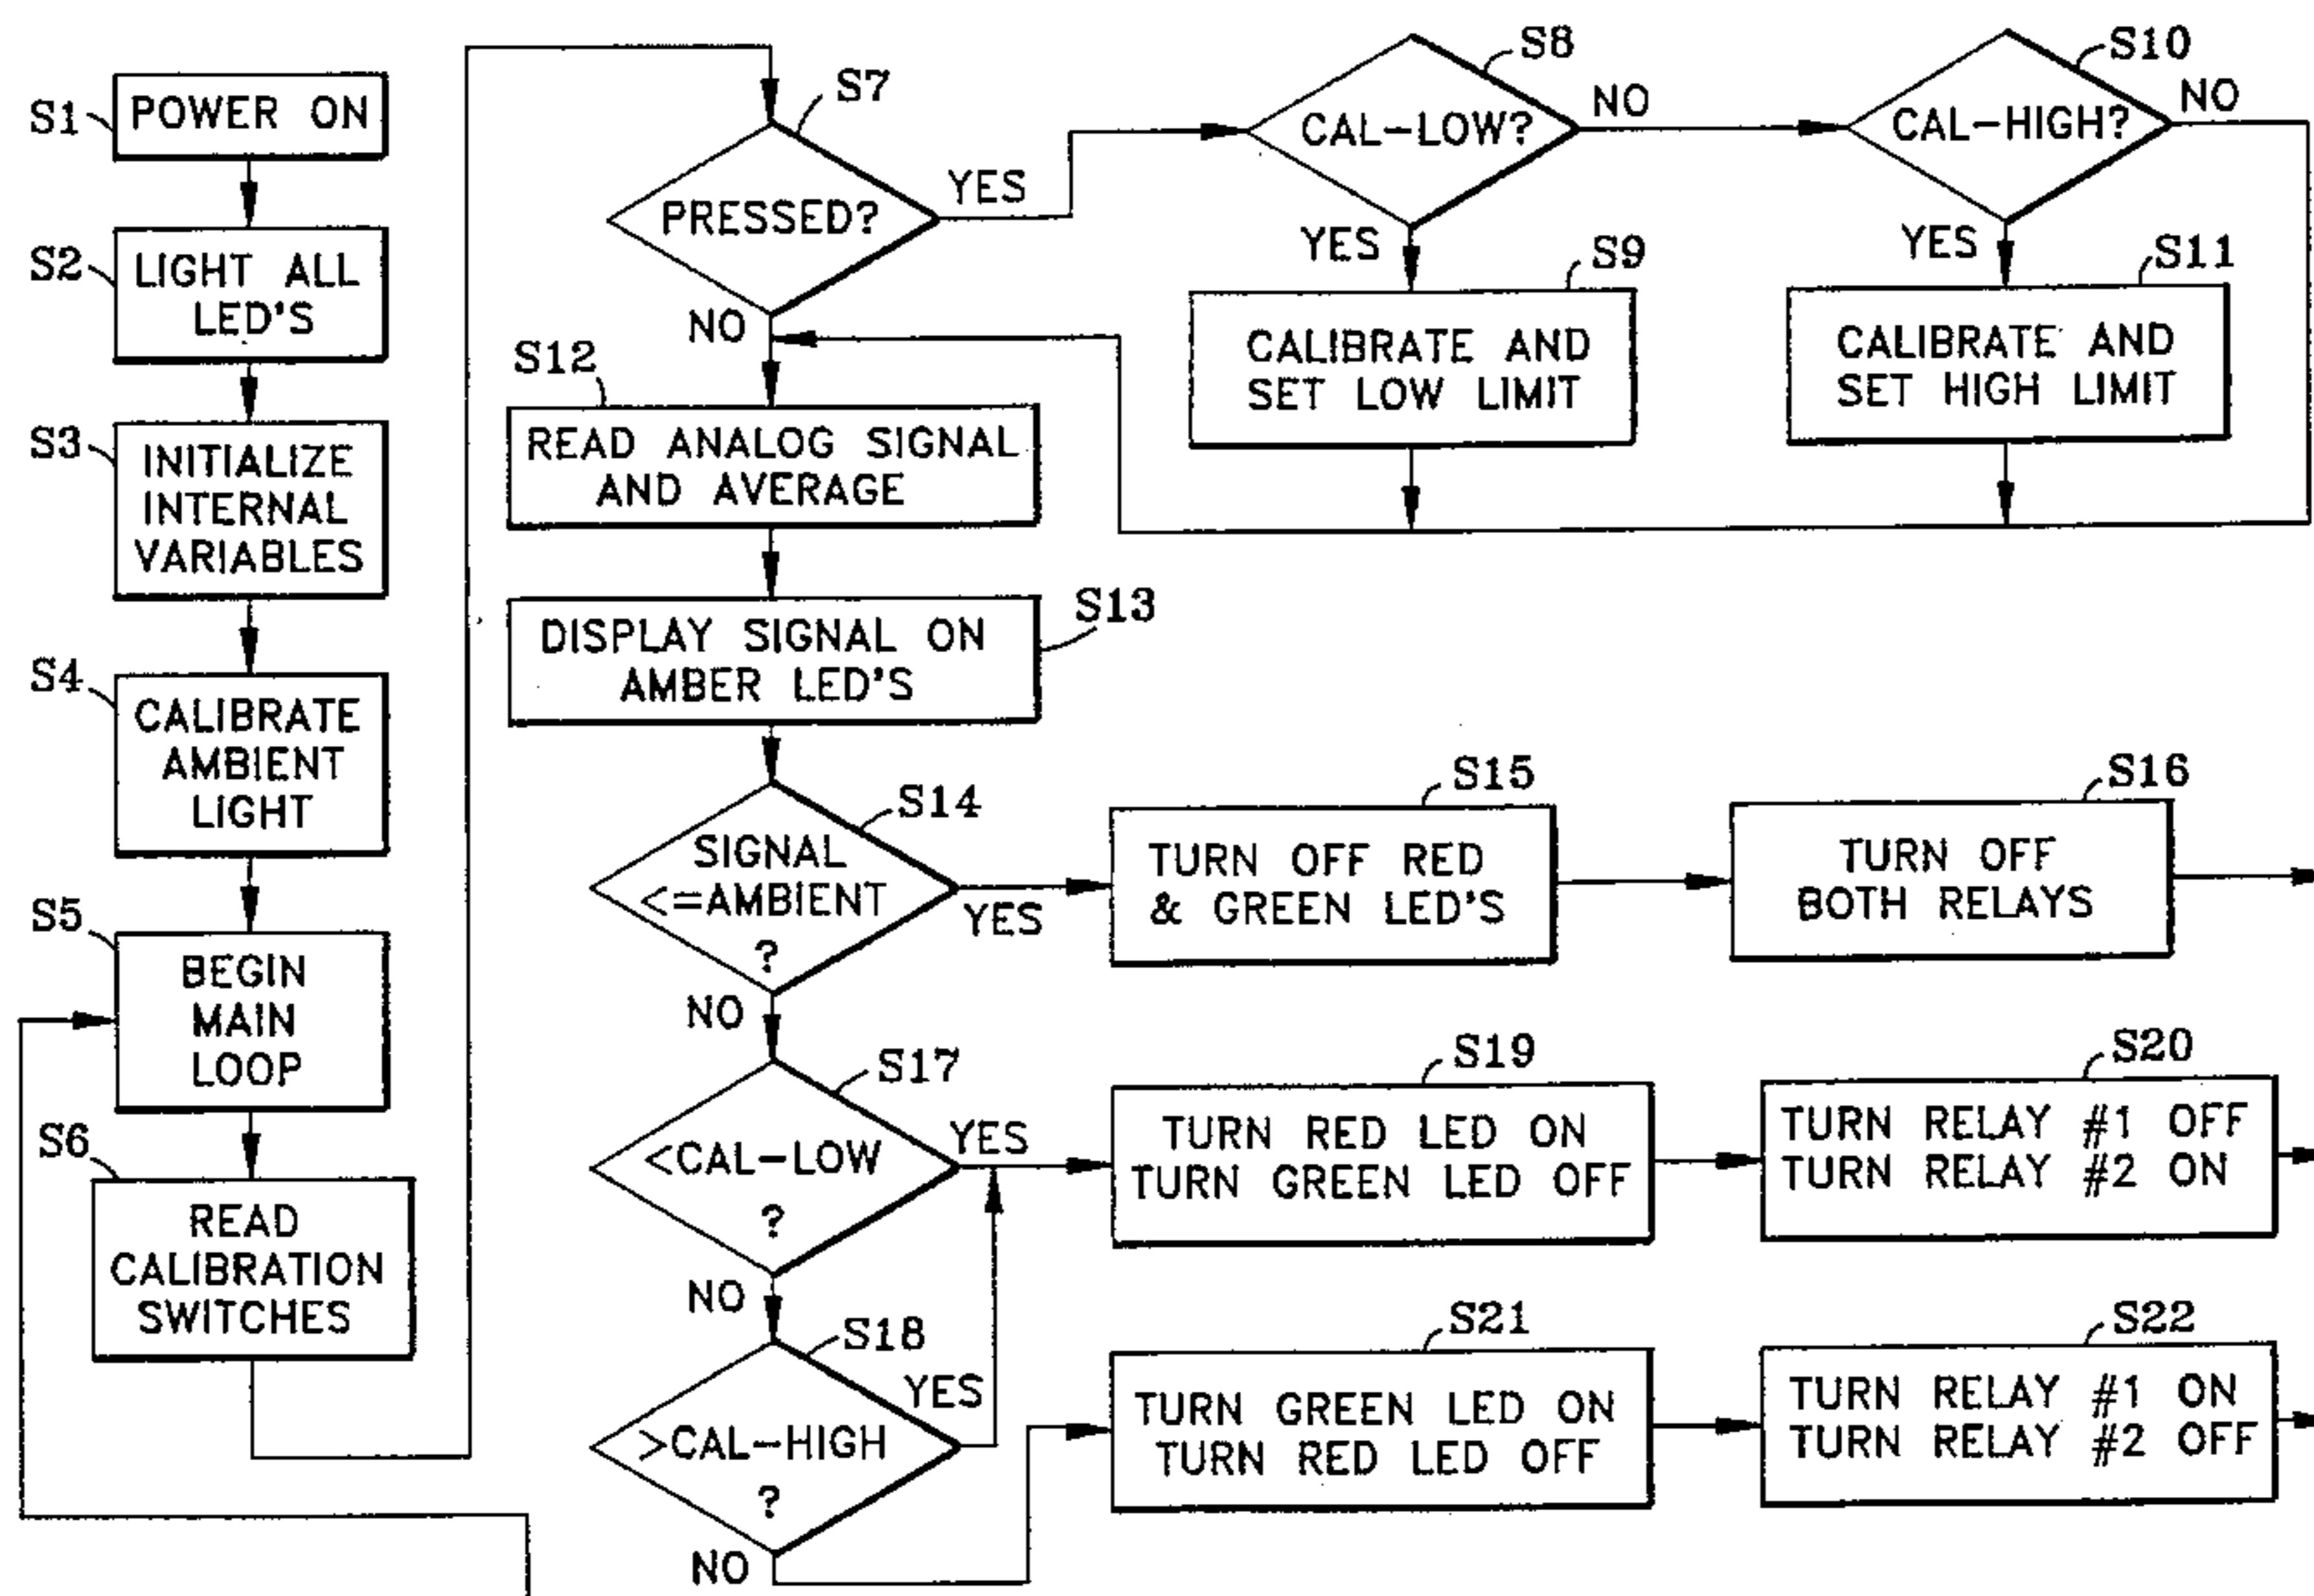 S1
POWER ON
S2
LIGHT ALL
LED'S
S3
INITIALIZE
INTERNAL
VARIABLES
S4
CALIBRATE
AMBIENT
LIGHT
S5
BEGIN
MAIN
LOOP
S6
READ
CALIBRATION
SWITCHES
S7
PRESSED?
YES
NO
S8
CAL-LOW?
NO
YES
S9
CALIBRATE AND
SET LOW LIMIT
S10
CAL-HIGH?
NO
YES
S11
CALIBRATE AND
SET HIGH LIMIT
S12
READ ANALOG SIGNAL
AND AVERAGE
S13
DISPLAY SIGNAL ON
AMBER LED'S
S14
SIGNAL
<=AMBIENT
?
YES
NO
S15
TURN OFF RED
& GREEN LED'S
S16
TURN OFF
BOTH RELAYS
S17
<CAL-LOW
?
YES
NO
S18
>CAL-HIGH
?
YES
NO
S19
TURN RED LED ON
TURN GREEN LED OFF
S20
TURN RELAY #1 OFF
TURN RELAY #2 ON
S21
TURN GREEN LED ON
TURN RED LED OFF
S22
TURN RELAY #1 ON
TURN RELAY #2 OFF